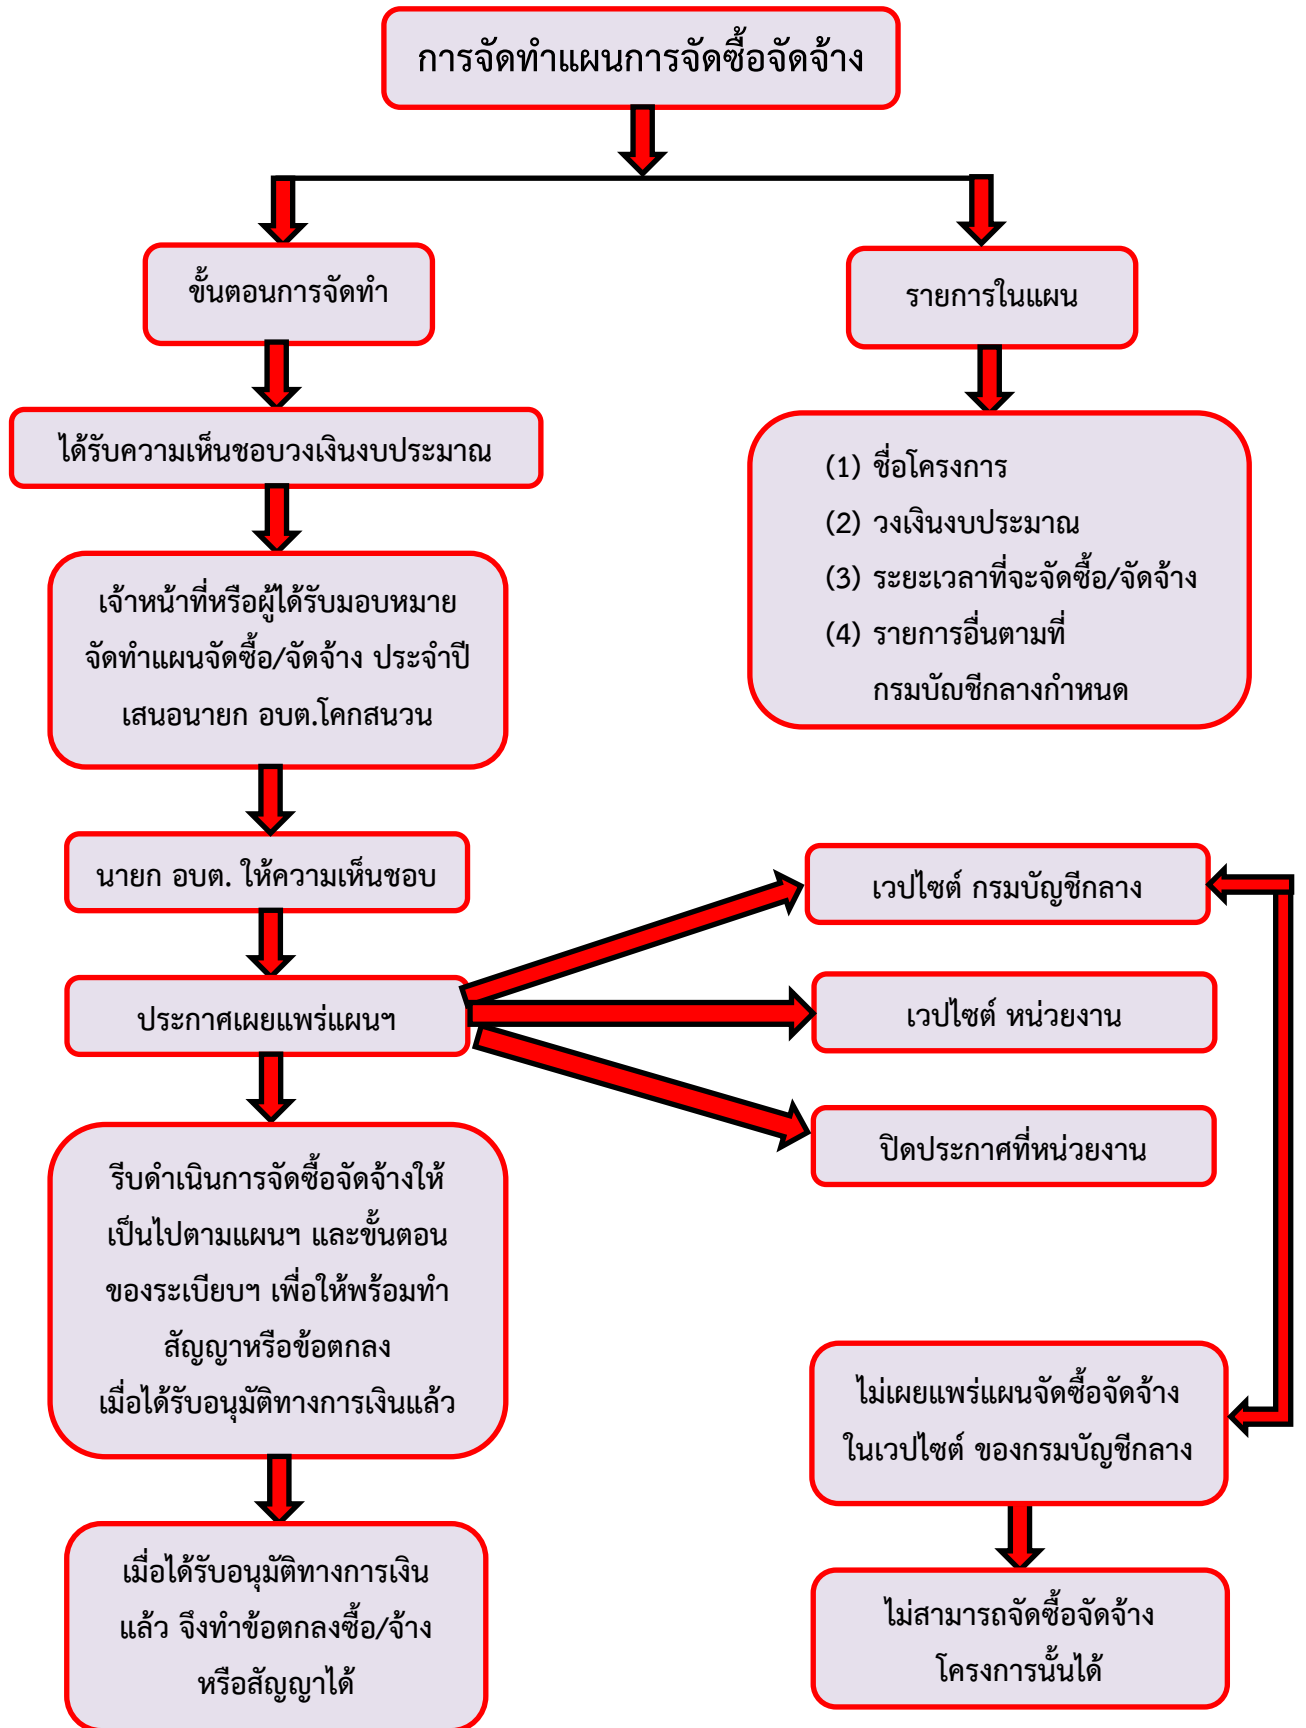 การจัดทำแผนการจัดซื้อจัดจ้าง
ขั้นตอนการจัดทำ
ได้รับความเห็นชอบวงเงินงบประมาณ
เจ้าหน้าที่หรือผู้ได้รับมอบหมาย
จัดทำแผนจัดซื้อ/จัดจ้าง ประจำปี
เสนอนายก อบต.โคกสนวน
นายก อบต. ให้ความเห็นชอบ
ประกาศเผยแพร่แผนฯ
รีบดำเนินการจัดซื้อจัดจ้างให้
เป็นไปตามแผนฯ และขั้นตอน
ของระเบียบฯ เพื่อให้พร้อมทำ
สัญญาหรือข้อตกลง
เมื่อได้รับอนุมัติทางการเงินแล้ว
เมื่อได้รับอนุมัติทางการเงิน
แล้ว จึงทำข้อตกลงซื้อ/จ้าง
หรือสัญญาได้
รายการในแผน
(1) ชื่อโครงการ
(2) วงเงินงบประมาณ
(3) ระยะเวลาที่จะจัดซื้อ/จัดจ้าง
(4) รายการอื่นตามที่
กรมบัญชีกลางกำหนด
เวปไซต์ กรมบัญชีกลาง
เวปไซต์ หน่วยงาน
ปิดประกาศที่หน่วยงาน
ไม่เผยแพร่แผนจัดซื้อจัดจ้าง
ในเวปไซต์ ของกรมบัญชีกลาง
ไม่สามารถจัดซื้อจัดจ้าง
โครงการนั้นได้